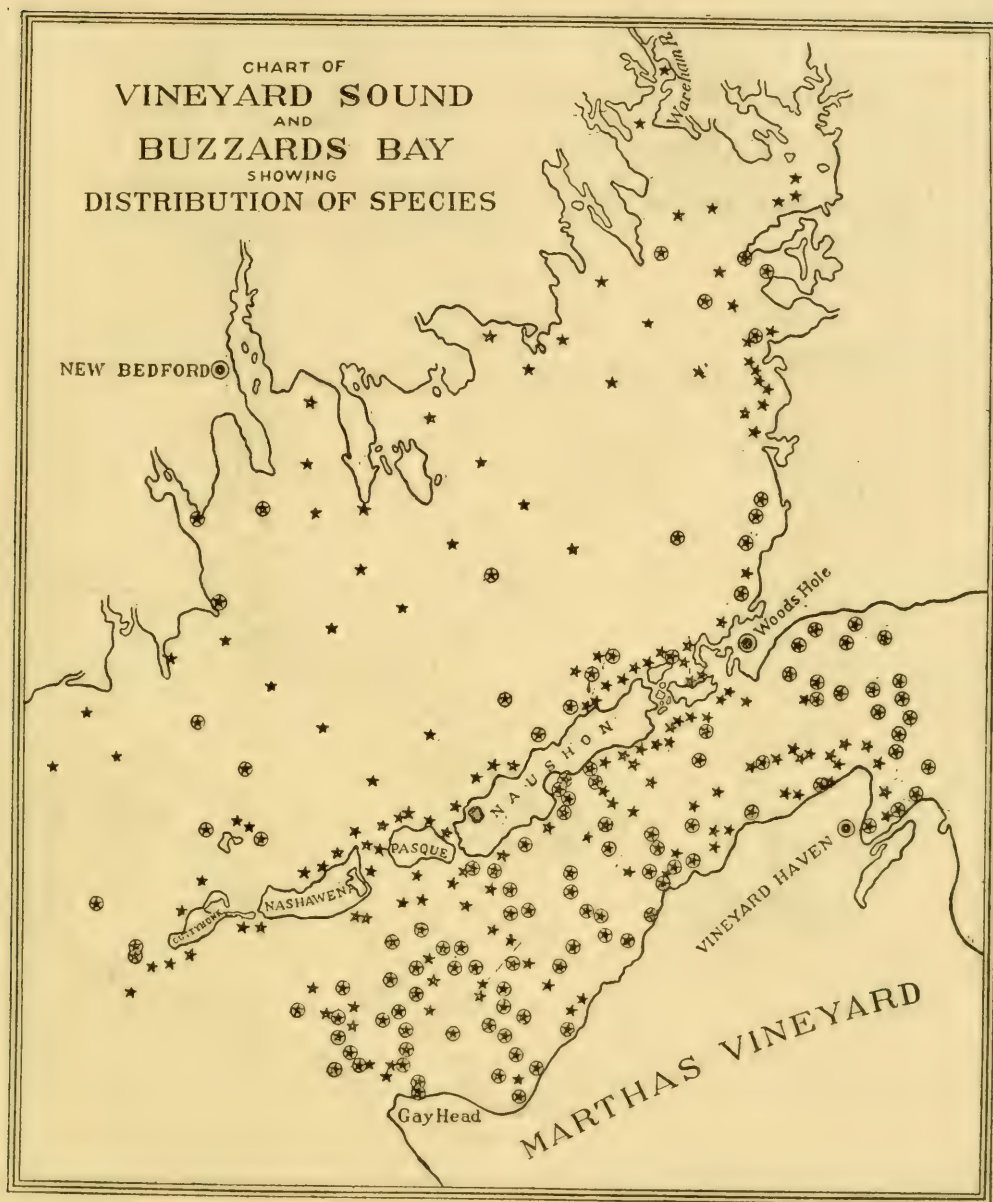 CHART OF
VINEYARD SOUND
AND
BUZZARDS BAY
SHOWING
DISTRIBUTION OF SPECIES
Wareham R.
NEW BEDFORD
Woods Hole
NAUSHON
PASQUE
NASHAWENA
CUTTYHUNK
VINEYARD HAVEN
MARTHAS VINEYARD
Gay Head